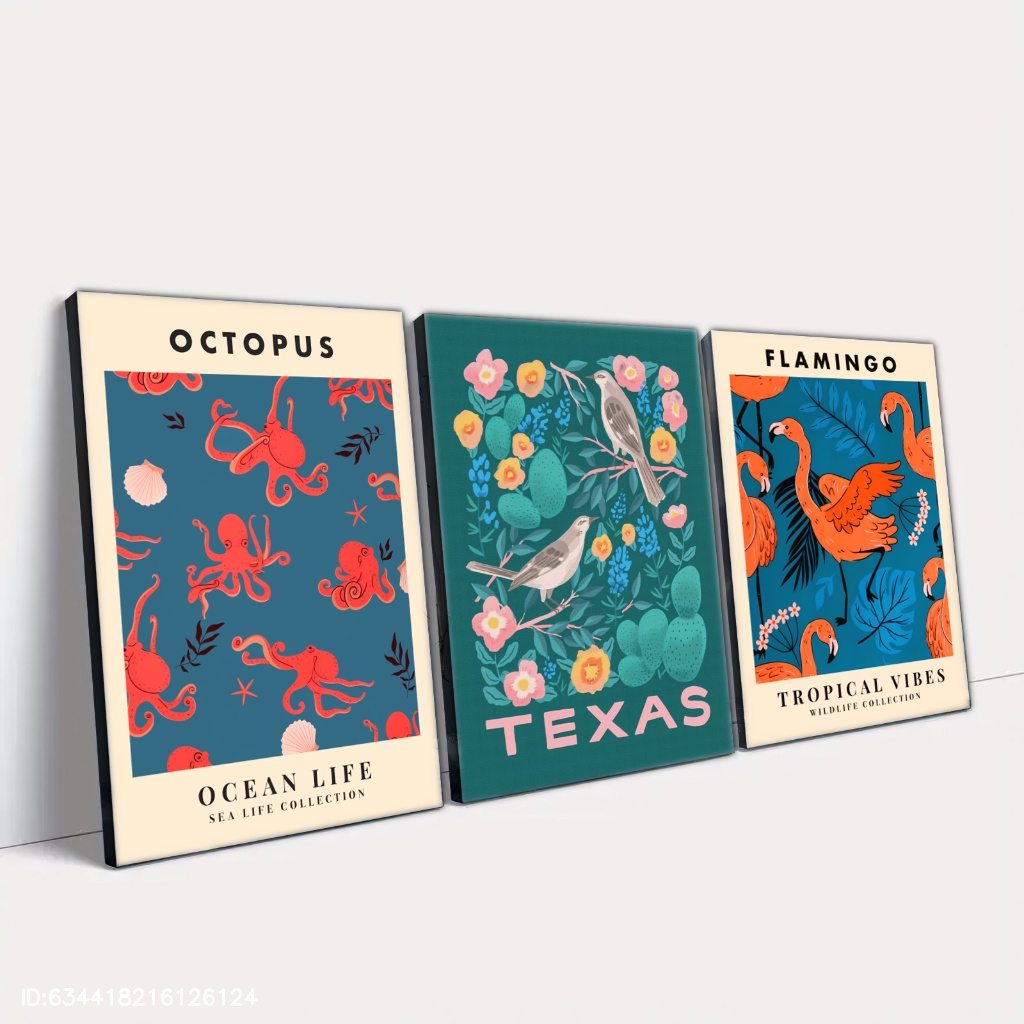 OCTOPUS
OCEAN LIFE
SEA LIFE COLLECTION
TEXAS
FLAMINGO
TROPICAL VIBES
WILDLIFE COLLECTION
ID:634418216126124